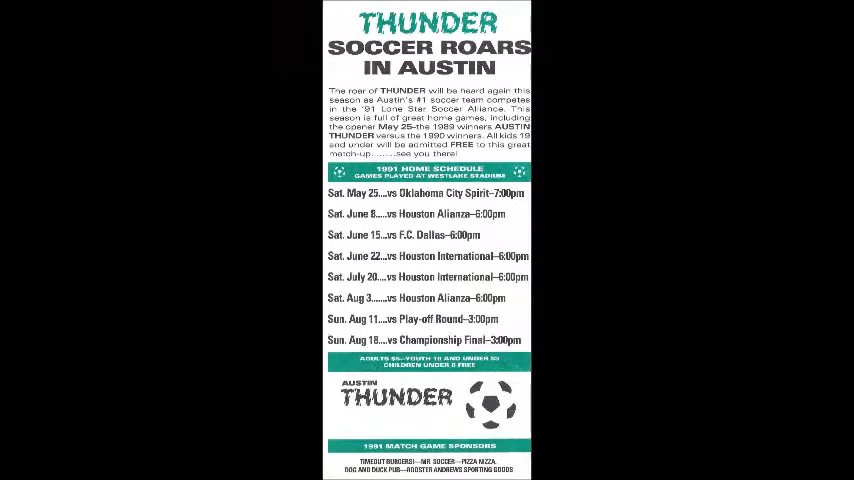 THUNDER
SOCCER ROARS
IN AUSTIN
The roar of THUNDER will be heard again this
season as Austin's #1 soccer team competes
in the '91 Lone Star Soccer Alliance. This
season is full of great home games, including
the opener May 25–the 1989 winners AUSTIN
THUNDER versus the 1990 winners. All kids 19
and under will be admitted FREE to this great
match-up.........see you there!
1991 HOME SCHEDULE
GAMES PLAYED AT WESTLAKE STADIUM
Sat. May 25....vs Oklahoma City Spirit–7:00pm
Sat. June 8.....vs Houston Alianza–6:00pm
Sat. June 15...vs F.C. Dallas–6:00pm
Sat. June 22...vs Houston International–6:00pm
Sat. July 20....vs Houston International–6:00pm
Sat. Aug 3......vs Houston Alianza–6:00pm
Sun. Aug 11....vs Play-off Round–3:00pm
Sun. Aug 18....vs Championship Final–3:00pm
ADULTS $5–YOUTH AND UNDER $3
CHILDREN UNDER FREE
AUSTIN
THUNDER
1991 MATCH GAME SPONSORS
TIMEOUT BURGERS!—MR. SOCCER—PIZZA NIZZA,
DOG AND DUCK PUB—ROOSTER ANDREWS SPORTING GOODS